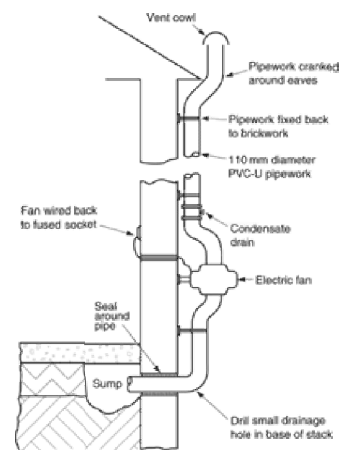 Vent cowl
Pipework cranked
around eaves
Pipework fixed back
to brickwork
110 mm diameter
PVC-U pipework
Fan wired back
to fused socket
Condensate
drain
Electric fan
Seal
around
pipe
Sump
Drill small drainage
hole in base of stack